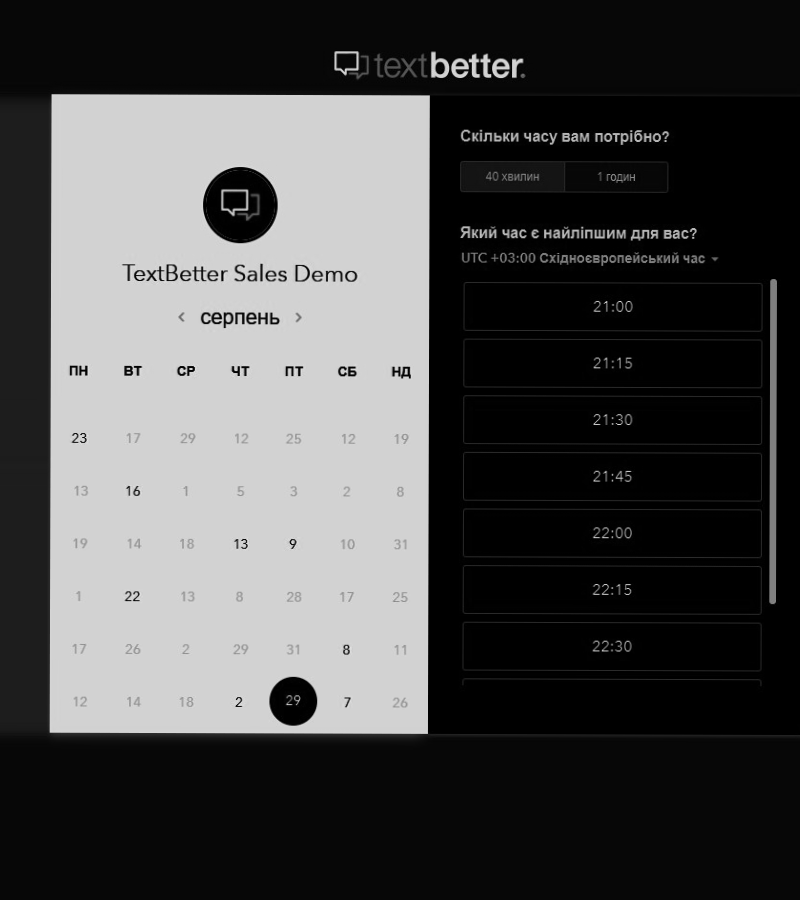 textbetter.
TextBetter Sales Demo
серпень
ПН ВТ СР ЧТ ПТ СБ НД
23 17 29 12 25 12 19
13 16 1 5 3 2 8
19 14 18 13 9 10 31
1 22 13 8 28 17 25
17 26 2 29 31 8 11
12 14 18 2 29 7 26
Скільки часу вам потрібно?
40 хвилин 1 годин
Який час є найліпшим для вас?
UTC +03:00 Східноєвропейський час
21:00
21:15
21:30
21:45
22:00
22:15
22:30